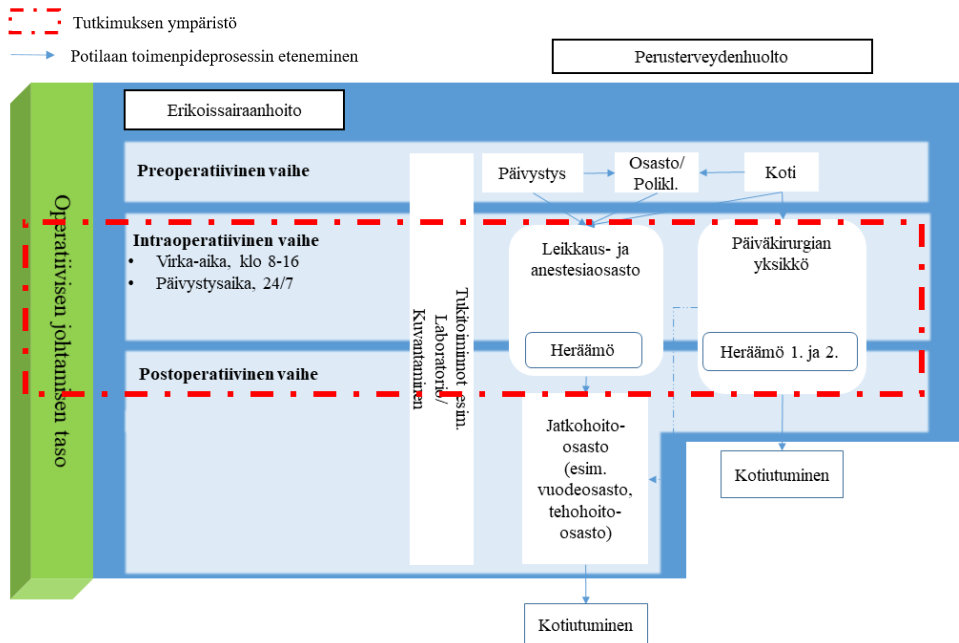 Tutkimuksen ympäristö
Potilaan toimenpideprosessin eteneminen
Perusterveydenhuolto
Erikoissairaanhoito
Operatiivisen johtamisen taso
Preoperatiivinen vaihe
Päivystys
Osasto/
Polikl.
Koti
Intraoperatiivinen vaihe
• Virka-aika, klo 8-16
• Päivystysaika, 24/7
Tukitoiminnot esim.
Laboratorio/
Kuvantaminen
Leikkaus- ja
anestesiaosasto
Heräämö
Päiväkirurgian
yksikkö
Heräämö 1. ja 2.
Postoperatiivinen vaihe
Jatkohoito-
osasto
(esim.
vuodeosasto,
tehohoito-
osasto)
Kotiutuminen
Kotiutuminen